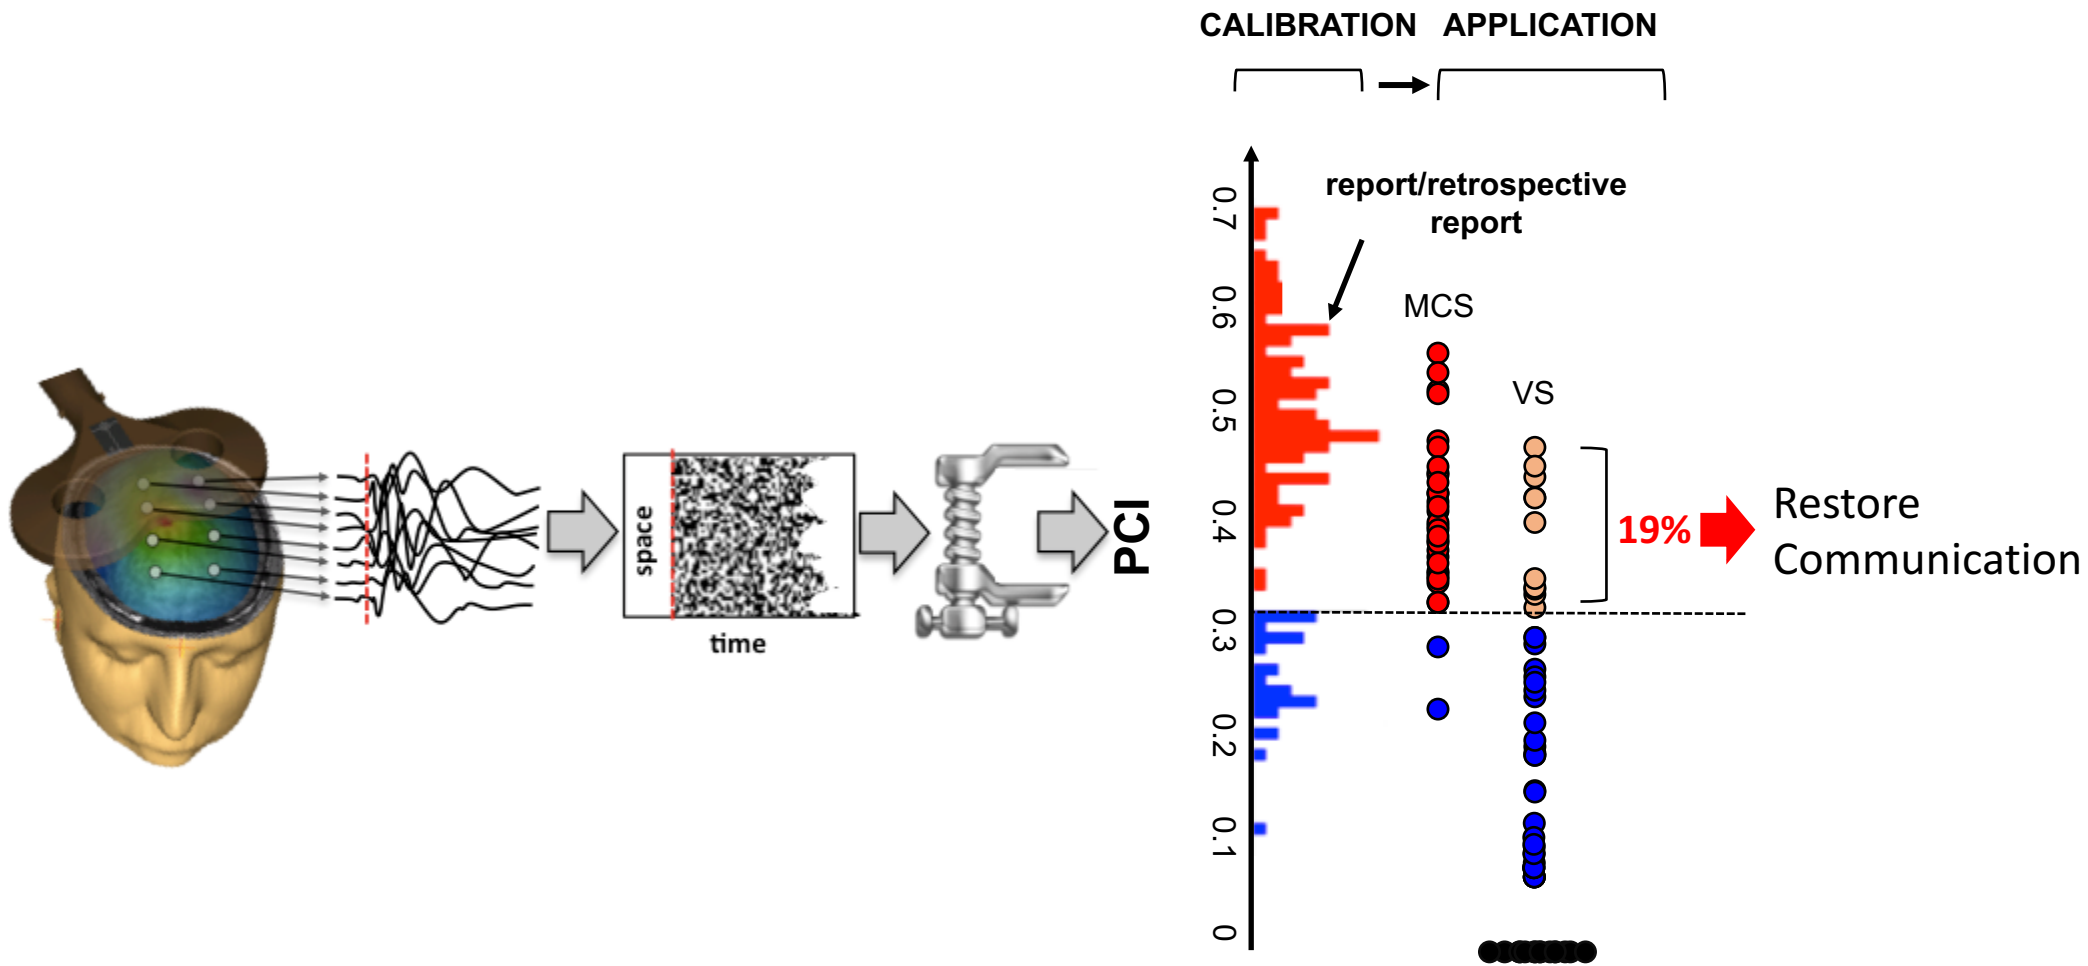 CALIBRATION APPLICATION
report/retrospective
report
MCS
VS
0.7
0.6
0.5
0.4
0.3
0.2
0.1
0
space
time
PCI
19%
Restore
Communication